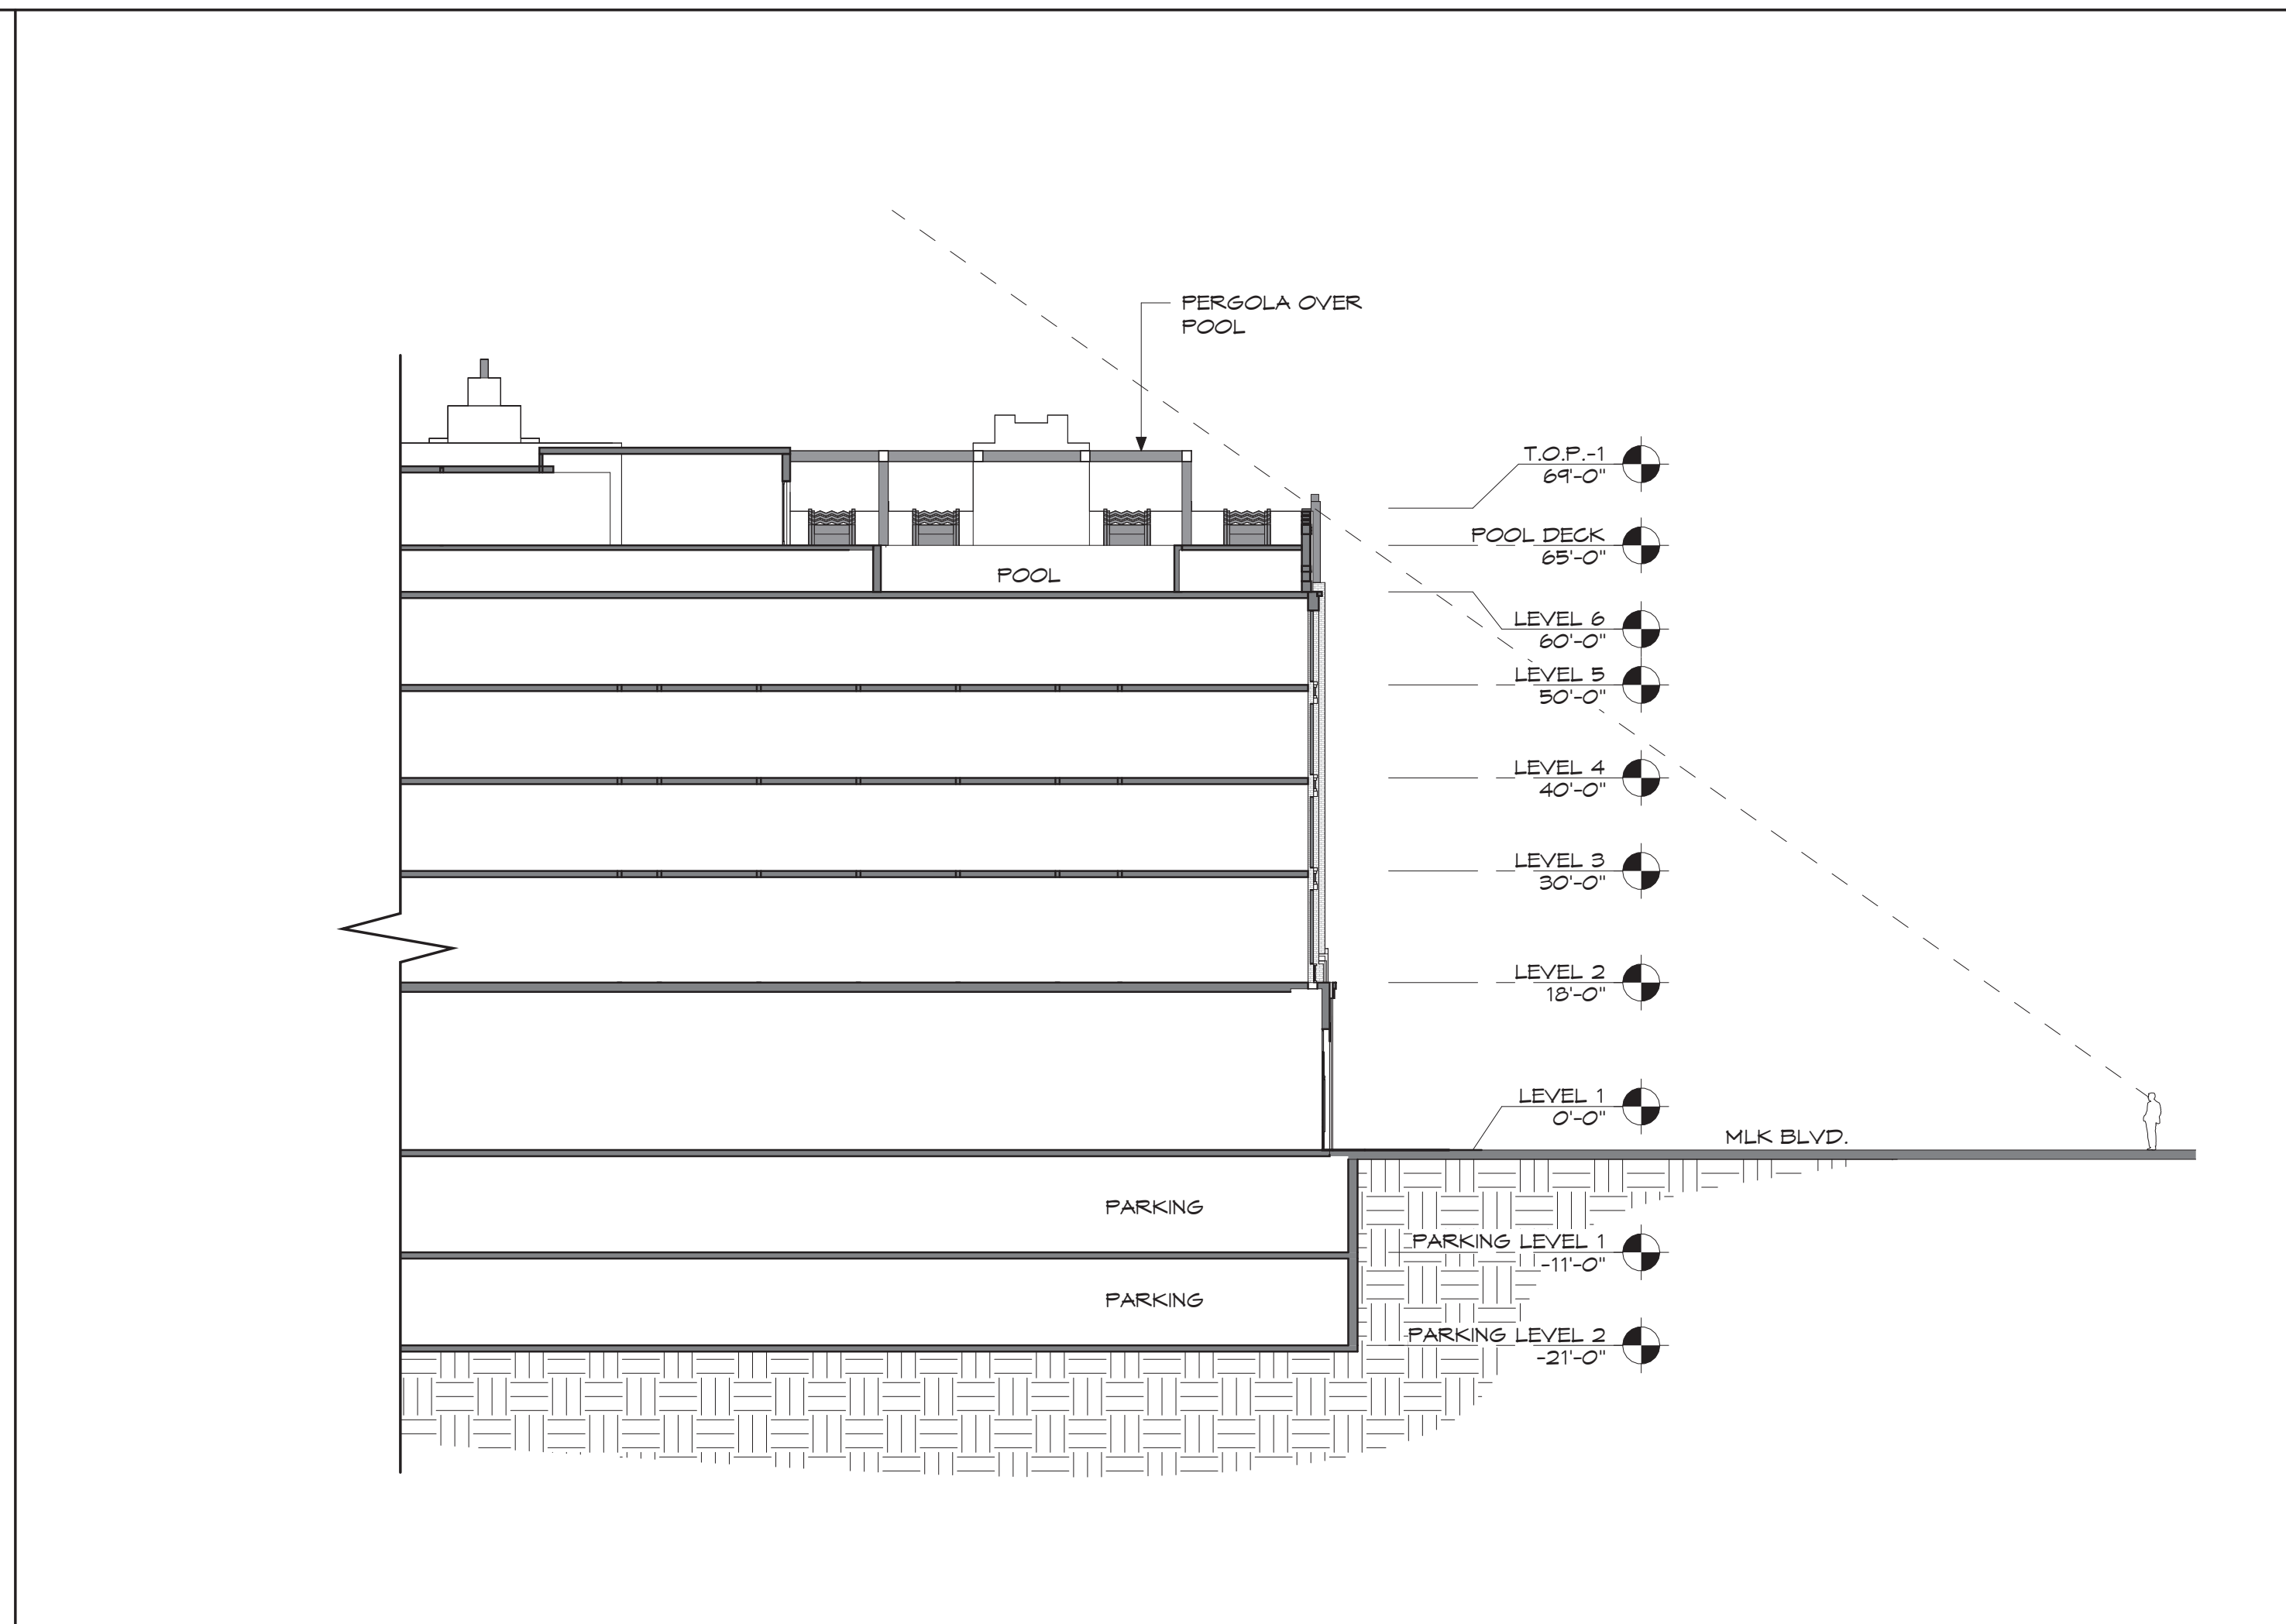 PERGOLA OVER
POOL
T.O.P.-1
69'-0"
POOL DECK
65'-0"
POOL
LEVEL 6
60'-0"
LEVEL 5
50'-0"
LEVEL 4
40'-0"
LEVEL 3
30'-0"
LEVEL 2
18'-0"
LEVEL 1
0'-0"
MLK BLVD.
PARKING
PARKING LEVEL 1
-11'-0"
PARKING
PARKING LEVEL 2
-21'-0"